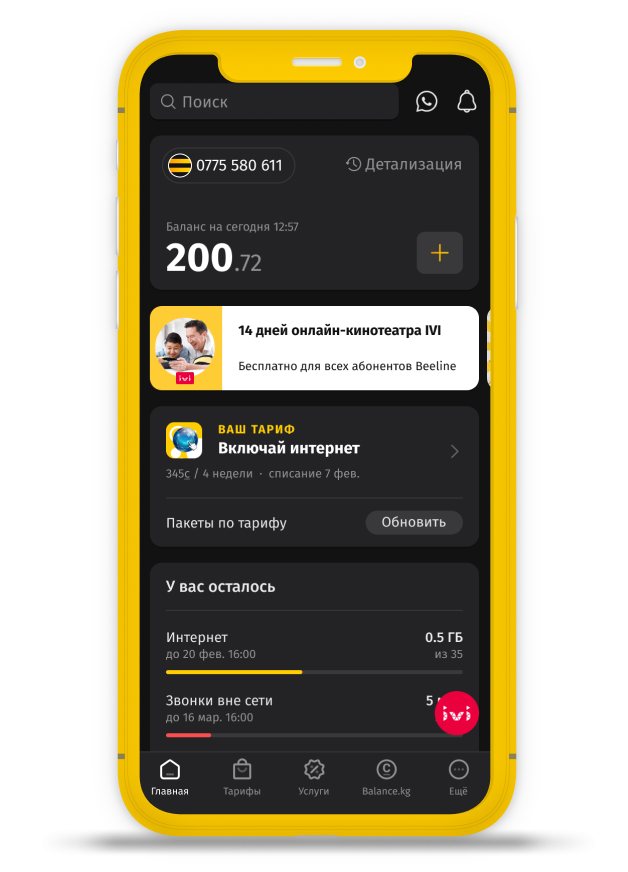 Поиск
0775 580 611
Детализация
Баланс на сегодня 12:57
200.72
14 дней онлайн-кинотеатра IVI
Бесплатно для всех абонентов Beeline
ivi
ВАШ ТАРИФ
Включай интернет
345с / 4 недели · списание 7 фев.
Пакеты по тарифу
Обновить
У вас осталось
Интернет
0.5 ГБ
до 20 фев. 16:00
из 35
Звонки вне сети
5
до 16 мар. 16:00
ivi
Главная
Тарифы
Услуги
Balance.kg
Ещё